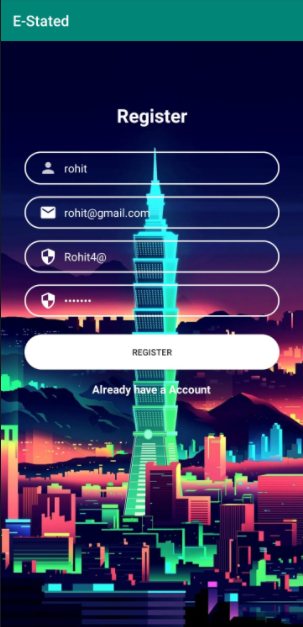 E-Stated
Register
rohit
rohit@gmail.com
Rohit4@
•••••••
REGISTER
Already have a Account